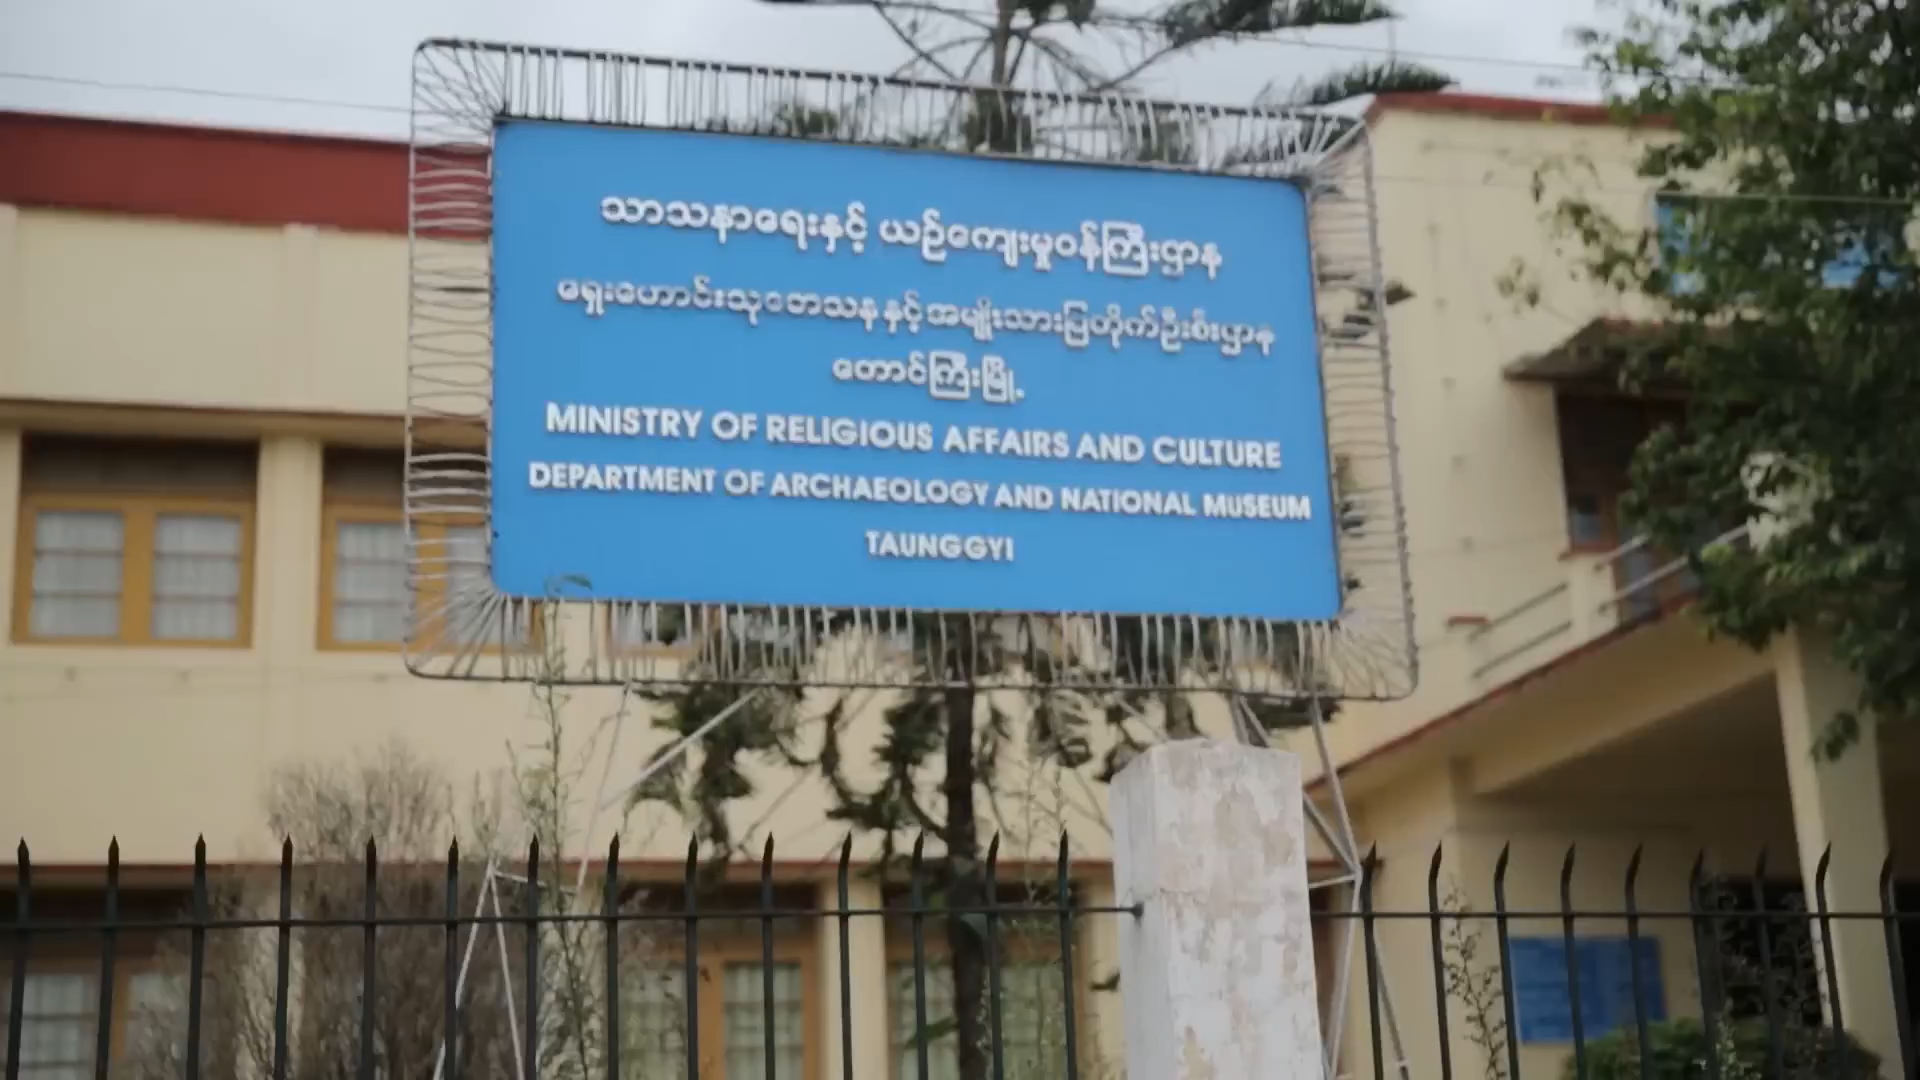 သာသနာရေးနှင့် ယဉ်ကျေးမှုဝန်ကြီးဌာန
ရှေးဟောင်းသုတေသနနှင့်အမျိုးသားပြတိုက်ဦးစီးဌာန
တောင်ကြီးမြို့.
MINISTRY OF RELIGIOUS AFFAIRS AND CULTURE
DEPARTMENT OF ARCHAEOLOGY AND NATIONAL MUSEUM
TAUNGGYI